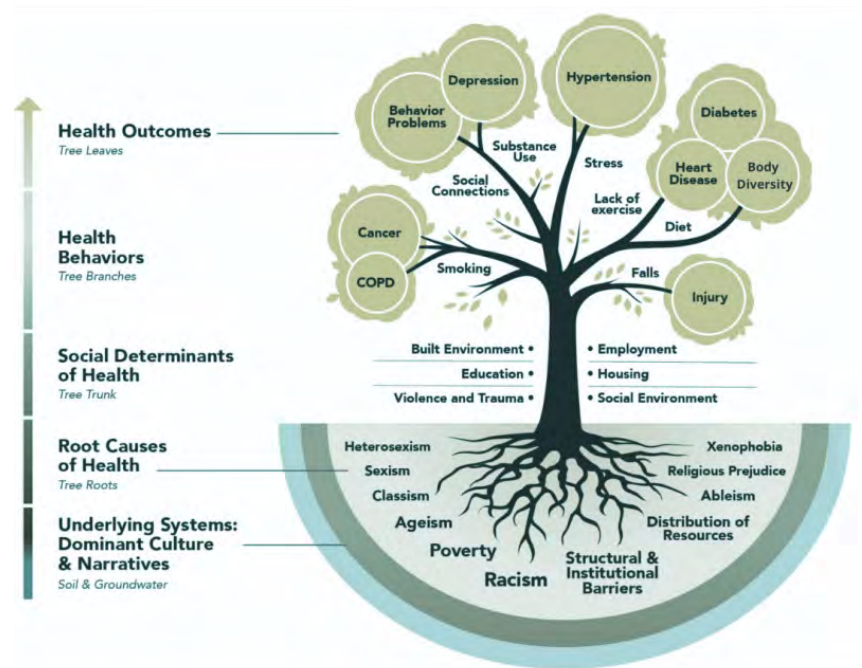 Health Outcomes
Tree Leaves
Health
Behaviors
Tree Branches
Social Determinants
of Health
Tree Trunk
Root Causes
of Health
Tree Roots
Underlying Systems:
Dominant Culture
& Narratives
Soil & Groundwater
Depression
Behavior
Problems
Hypertension
Diabetes
Heart
Disease
Body
Diversity
Cancer
COPD
Injury
Substance
Use
Social
Connections
Stress
Lack of
exercise
Diet
Smoking
Falls
Built Environment •
• Employment
Education •
• Housing
Violence and Trauma •
• Social Environment
Heterosexism
Sexism
Classism
Ageism
Poverty
Racism
Structural &
Institutional
Barriers
Distribution of
Resources
Ableism
Religious Prejudice
Xenophobia